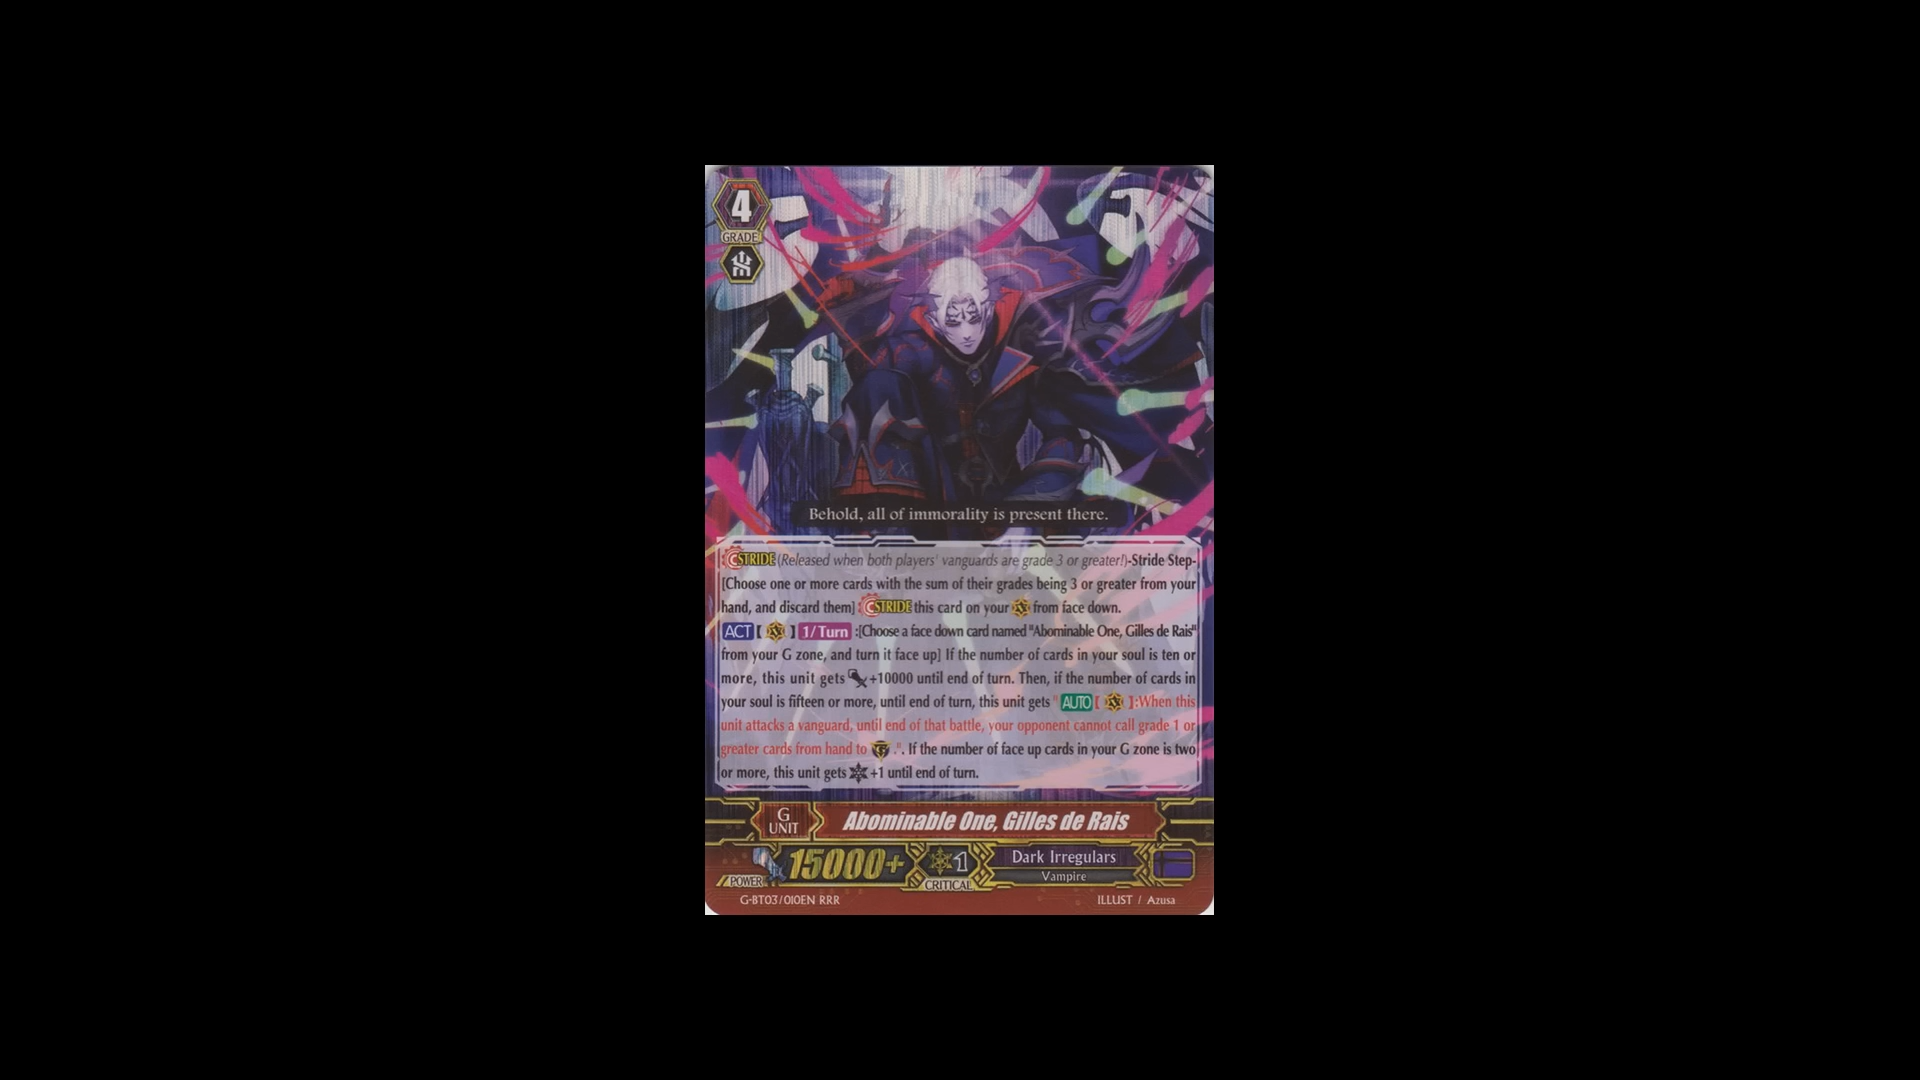 4
GRADE
Behold, all of immorality is present there.
STRIDE (Released when both players' vanguards are grade 3 or greater!)-Stride Step-
[Choose one or more cards with the sum of their grades being 3 or greater from your
hand, and discard them] STRIDE this card on your from face down.
ACT [ ] 1/Turn :[Choose a face down card named "Abominable One, Gilles de Rais"
from your G zone, and turn it face up] If the number of cards in your soul is ten or
more, this unit gets +10000 until end of turn. Then, if the number of cards in
your soul is fifteen or more, until end of turn, this unit gets "AUTO [ ]:When this
unit attacks a vanguard, until end of that battle, your opponent cannot call grade 1 or
greater cards from hand to .". If the number of face up cards in your G zone is two
or more, this unit gets +1 until end of turn.
G UNIT
Abominable One, Gilles de Rais
POWER 15000+
1 CRITICAL
Dark Irregulars
Vampire
G-BT03/010EN RRR
ILLUST / Azusa